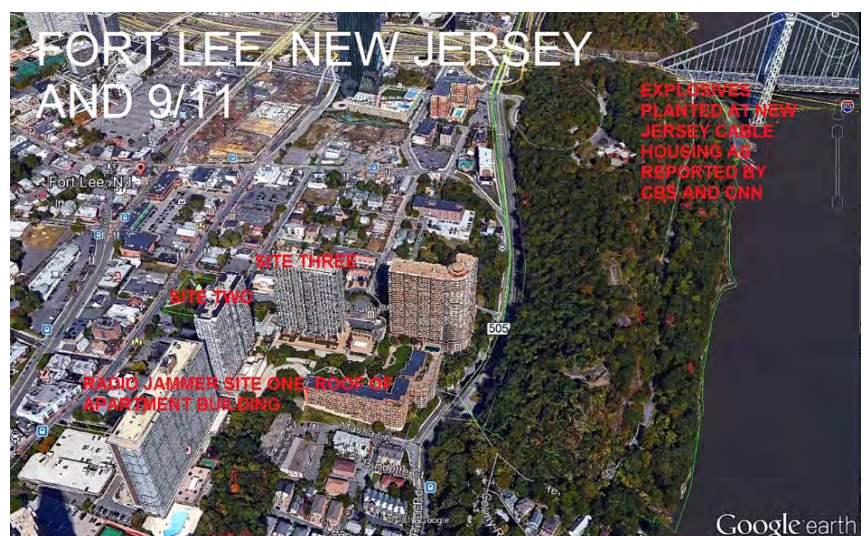 FORT LEE, NEW JERSEY
AND 9/11
EXPLOSIVES
PLANTED AT NEW
JERSEY CABLE
HOUSING AS
REPORTED BY
CBS AND CNN
Fort Lee, NJ
SITE THREE
SITE TWO
505
RADIO JAMMER SITE ONE, ROOF OF
APARTMENT BUILDING
Google earth